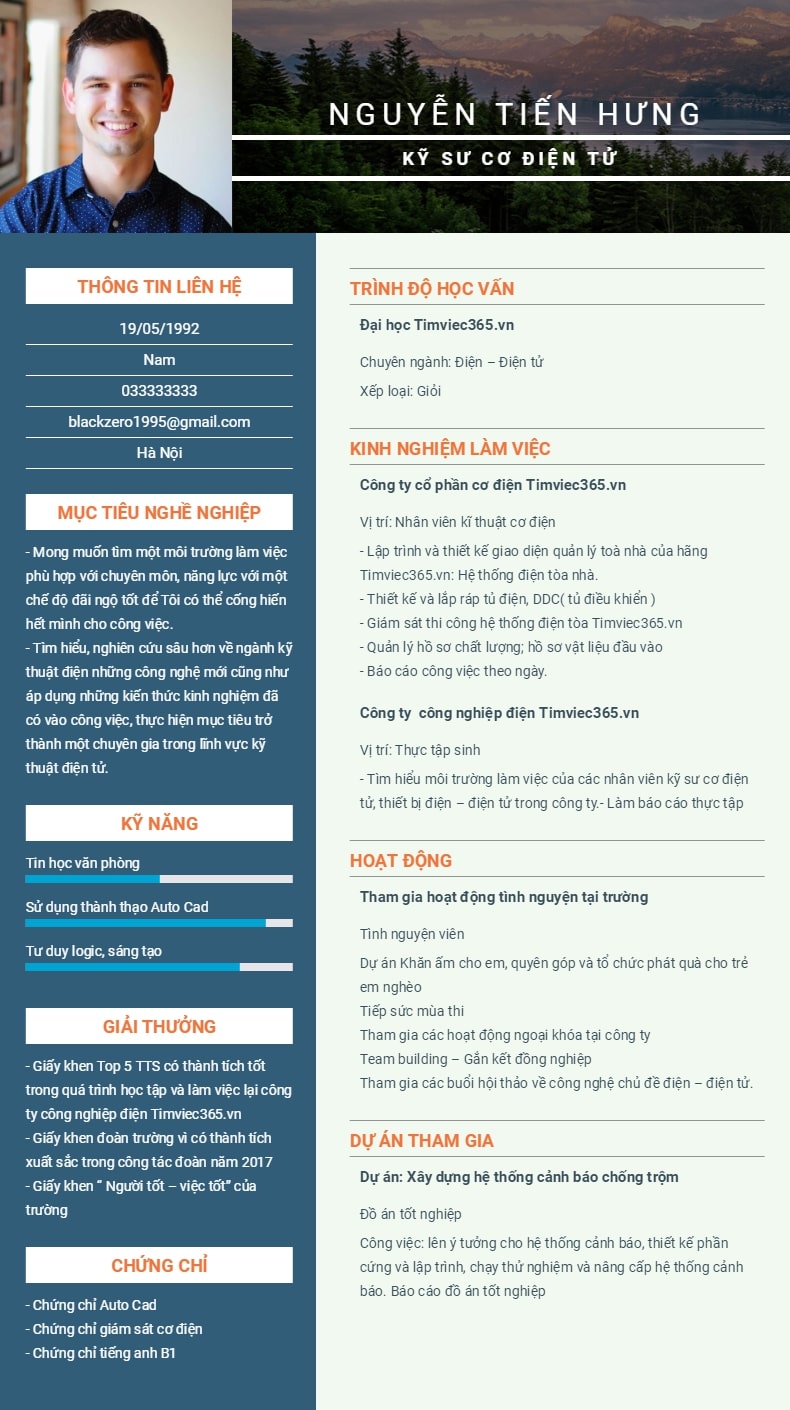 NGUYỄN TIẾN HƯNG
KỸ SƯ CƠ ĐIỆN TỬ
THÔNG TIN LIÊN HỆ
19/05/1992
Nam
033333333
blackzero1995@gmail.com
Hà Nội
MỤC TIÊU NGHỀ NGHIỆP
- Mong muốn tìm một môi trường làm việc
phù hợp với chuyên môn, năng lực với một
chế độ đãi ngộ tốt để Tôi có thể cống hiến
hết mình cho công việc.
- Tìm hiểu, nghiên cứu sâu hơn về ngành kỹ
thuật điện những công nghệ mới cũng như
áp dụng những kiến thức kinh nghiệm đã
có vào công việc, thực hiện mục tiêu trở
thành một chuyên gia trong lĩnh vực kỹ
thuật điện tử.
KỸ NĂNG
Tin học văn phòng
Sử dụng thành thạo Auto Cad
Tư duy logic, sáng tạo
GIẢI THƯỞNG
- Giấy khen Top 5 TTS có thành tích tốt
trong quá trình học tập và làm việc lại công
ty công nghiệp điện Timviec365.vn
- Giấy khen đoàn trường vì có thành tích
xuất sắc trong công tác đoàn năm 2017
- Giấy khen “ Người tốt – việc tốt” của
trường
CHỨNG CHỈ
- Chứng chỉ Auto Cad
- Chứng chỉ giám sát cơ điện
- Chứng chỉ tiếng anh B1
TRÌNH ĐỘ HỌC VẤN
Đại học Timviec365.vn
Chuyên ngành: Điện – Điện tử
Xếp loại: Giỏi
KINH NGHIỆM LÀM VIỆC
Công ty cổ phần cơ điện Timviec365.vn
Vị trí: Nhân viên kĩ thuật cơ điện
- Lập trình và thiết kế giao diện quản lý toà nhà của hãng
Timviec365.vn: Hệ thống điện tòa nhà.
- Thiết kế và lắp ráp tủ điện, DDC( tủ điều khiển )
- Giám sát thi công hệ thống điện tòa Timviec365.vn
- Quản lý hồ sơ chất lượng; hồ sơ vật liệu đầu vào
- Báo cáo công việc theo ngày.
Công ty  công nghiệp điện Timviec365.vn
Vị trí: Thực tập sinh
- Tìm hiểu môi trường làm việc của các nhân viên kỹ sư cơ điện
tử, thiết bị điện – điện tử trong công ty.- Làm báo cáo thực tập
HOẠT ĐỘNG
Tham gia hoạt động tình nguyện tại trường
Tình nguyện viên
Dự án Khăn ấm cho em, quyên góp và tổ chức phát quà cho trẻ
em nghèo
Tiếp sức mùa thi
Tham gia các hoạt động ngoại khóa tại công ty
Team building – Gắn kết đồng nghiệp
Tham gia các buổi hội thảo về công nghệ chủ đề điện – điện tử.
DỰ ÁN THAM GIA
Dự án: Xây dựng hệ thống cảnh báo chống trộm
Đồ án tốt nghiệp
Công việc: lên ý tưởng cho hệ thống cảnh báo, thiết kế phần
cứng và lập trình, chạy thử nghiệm và nâng cấp hệ thống cảnh
báo. Báo cáo đồ án tốt nghiệp